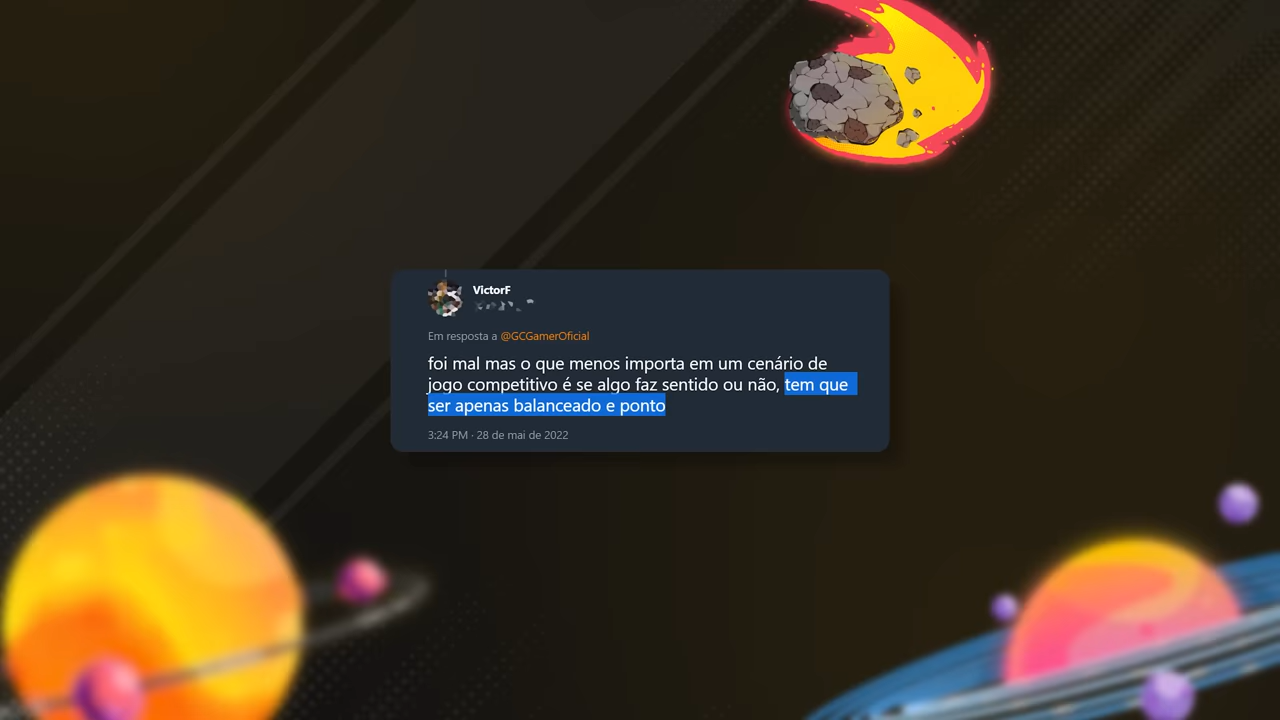 VictorF
Em resposta a @GCGamerOficial
foi mal mas o que menos importa em um cenário de
jogo competitivo é se algo faz sentido ou não, tem que
ser apenas balanceado e ponto
3:24 PM · 28 de mai de 2022